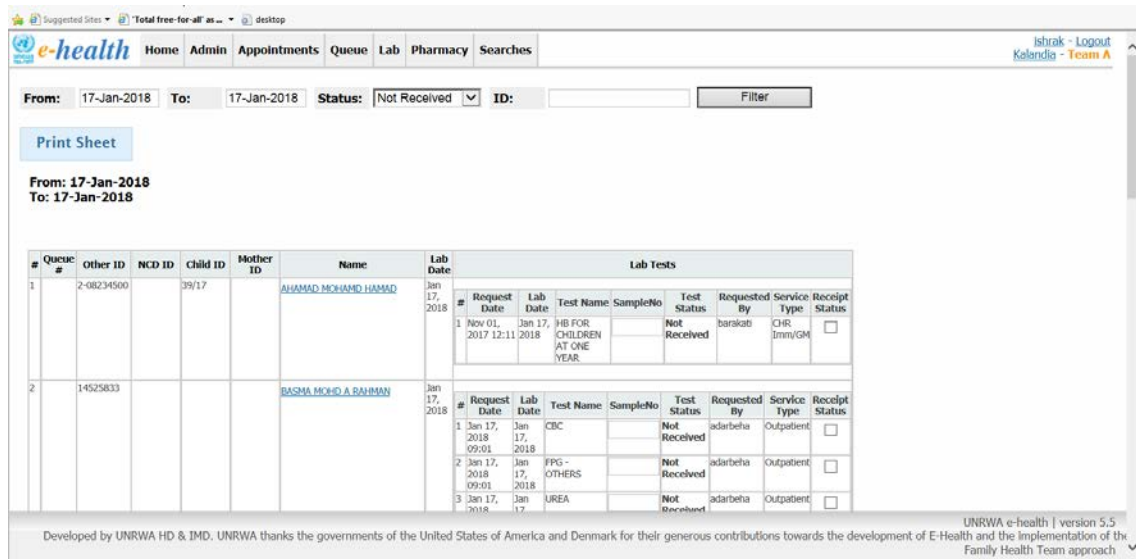 Suggested Sites ▾ 'Total free-for-all' as ... ▾ desktop
e-health Home Admin Appointments Queue Lab Pharmacy Searches
ishrak - Logout
Kalandia - Team A
From: 17-Jan-2018 To: 17-Jan-2018 Status: Not Received ID: Filter
Print Sheet
From: 17-Jan-2018
To: 17-Jan-2018
# Queue # Other ID NCD ID Child ID Mother ID Name Lab Date Lab Tests
1 2-08234500 39/17 AHAMAD MOHAMD HAMAD Jan 17, 2018
# Request Date Lab Date Test Name SampleNo Test Status Requested By Service Type Receipt Status
1 Nov 01, 2017 12:11 Jan 17, 2018 HB FOR CHILDREN AT ONE YEAR Not Received barakati CHR Imm/GM
2 14525833 BASMA MOHD A RAHMAN Jan 17, 2018
# Request Date Lab Date Test Name SampleNo Test Status Requested By Service Type Receipt Status
1 Jan 17, 2018 09:01 Jan 17, 2018 CBC Not Received adarbeha Outpatient
2 Jan 17, 2018 09:01 Jan 17, 2018 FPG - OTHERS Not Received adarbeha Outpatient
3 Jan 17, 2018 Jan 17 UREA Not Received adarbeha Outpatient
UNRWA e-health | version 5.5
Developed by UNRWA HD & IMD. UNRWA thanks the governments of the United States of America and Denmark for their generous contributions towards the development of E-Health and the Implementation of the
Family Health Team approach